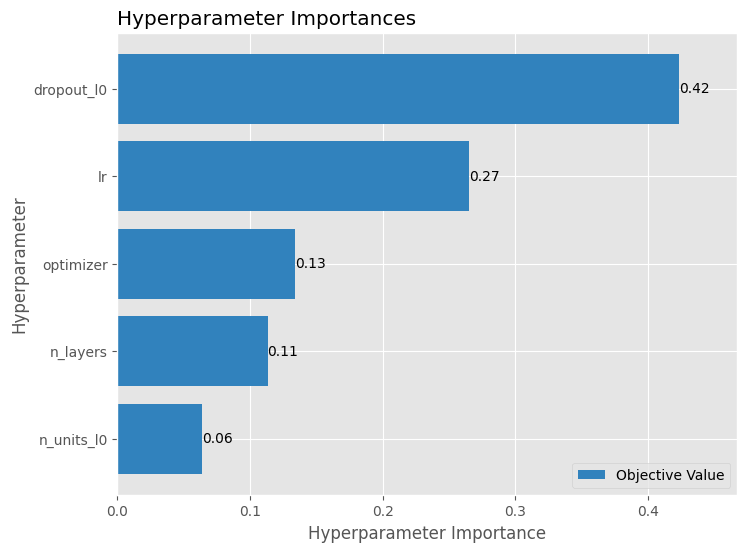 Hyperparameter Importances
Hyperparameter
dropout_l0
0.42
lr
0.27
optimizer
0.13
n_layers
0.11
n_units_l0
0.06
Objective Value
0.0 0.1 0.2 0.3 0.4
Hyperparameter Importance